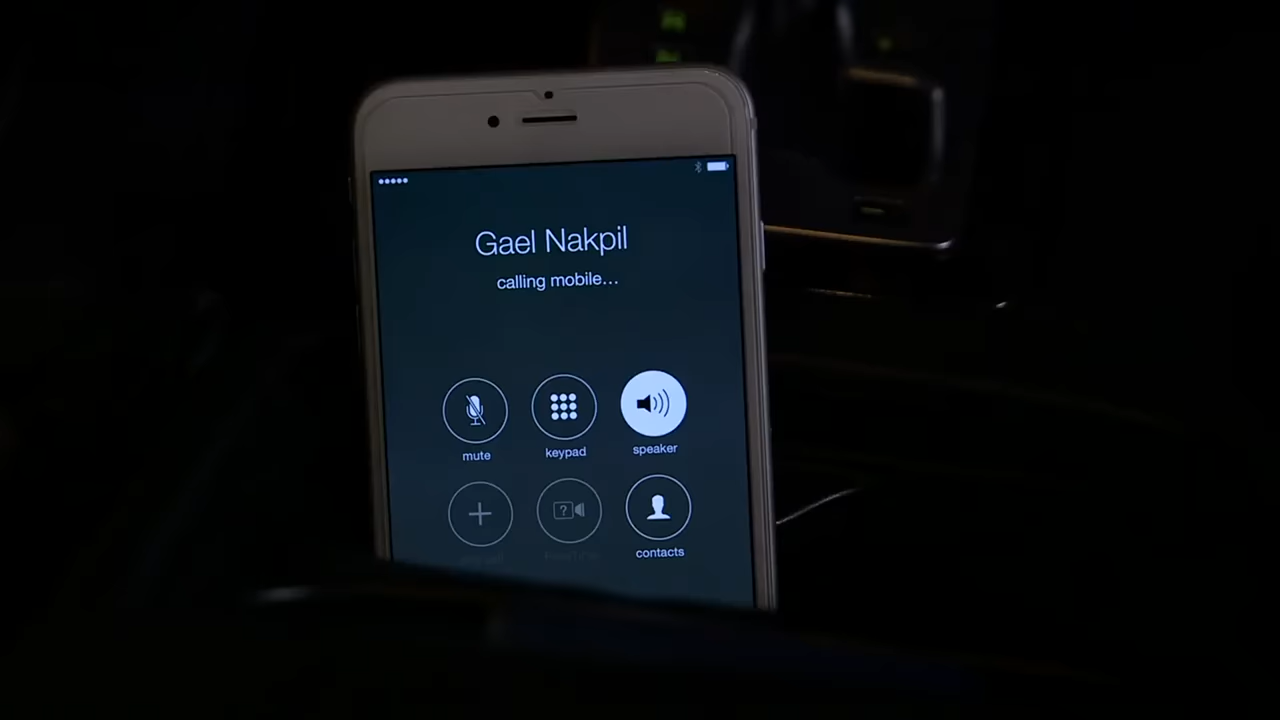 Gael Nakpil
calling mobile...
mute
keypad
speaker
contacts